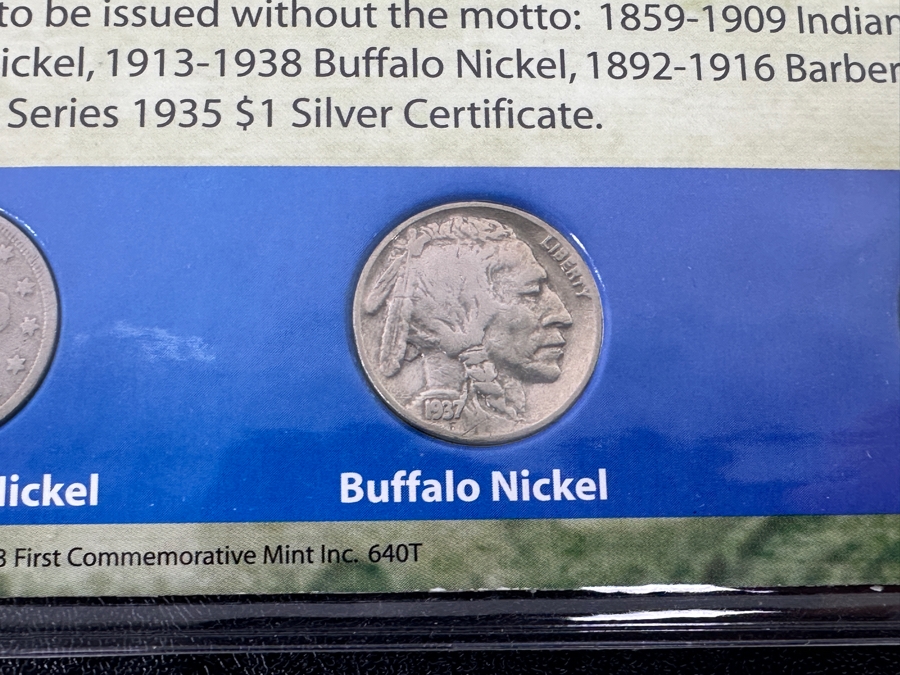 to be issued without the motto: 1859-1909 Indian
ickel, 1913-1938 Buffalo Nickel, 1892-1916 Barber
Series 1935 $1 Silver Certificate.
LIBERTY
1937
ickel
Buffalo Nickel
3 First Commemorative Mint Inc. 640T